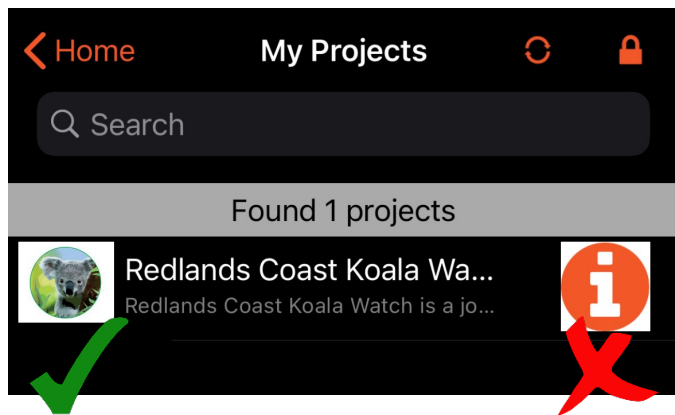 Home
My Projects
Search
Found 1 projects
Redlands Coast Koala Wa...
Redlands Coast Koala Watch is a jo...